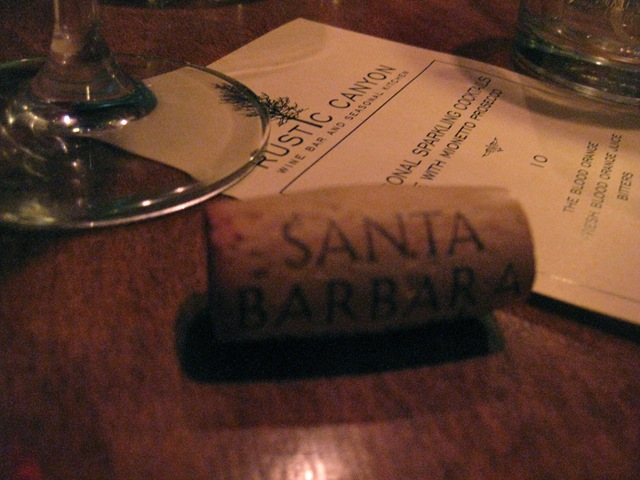 RUSTIC CANYON
WINE BAR AND SEASONAL KITCHEN
ONAL SPARKLING COCKTAILS
WITH MIONETTO PROSECCO
10
THE BLOOD ORANGE
FRESH BLOOD ORANGE JUICE
BITTERS
SANTA
BARBARA